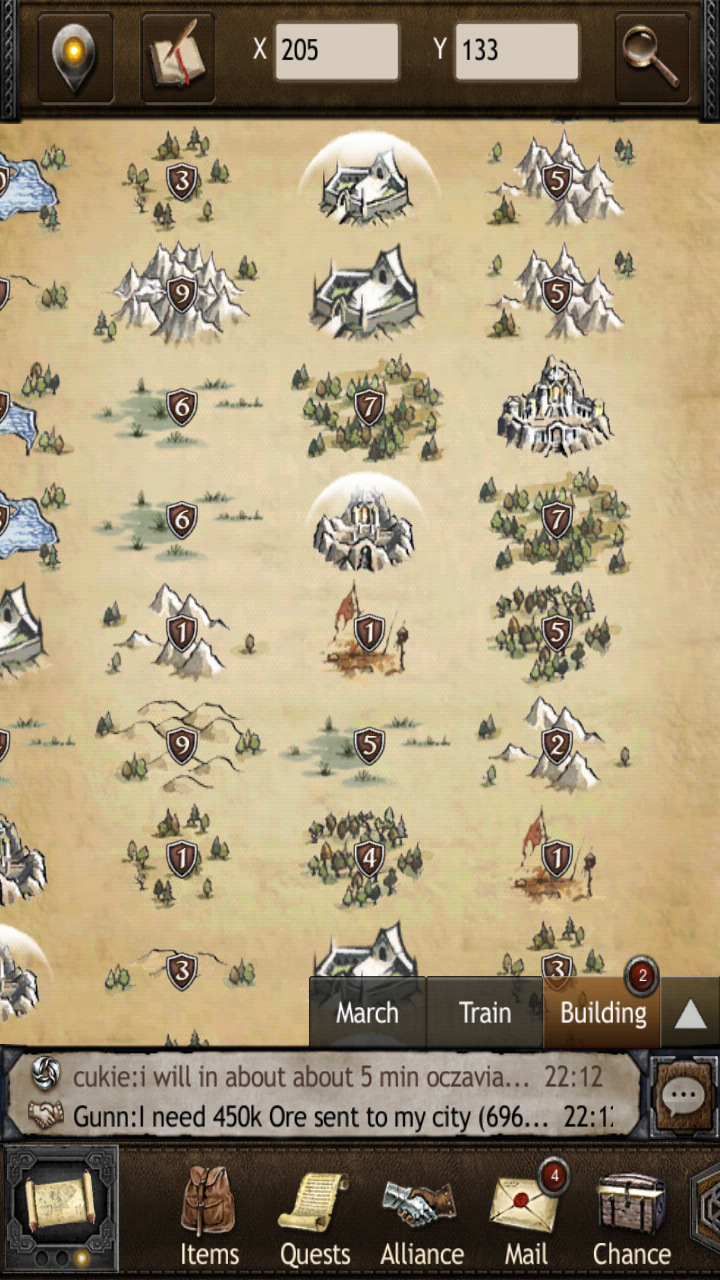 X 205 Y 133
3 5
9 5
6 7
6 7
1 1 5
9 5 2
1 4 1
3 3
2
March Train Building
cukie:i will in about about 5 min oczavia... 22:12
Gunn:I need 450k Ore sent to my city (696... 22:1
4
Items Quests Alliance Mail Chance